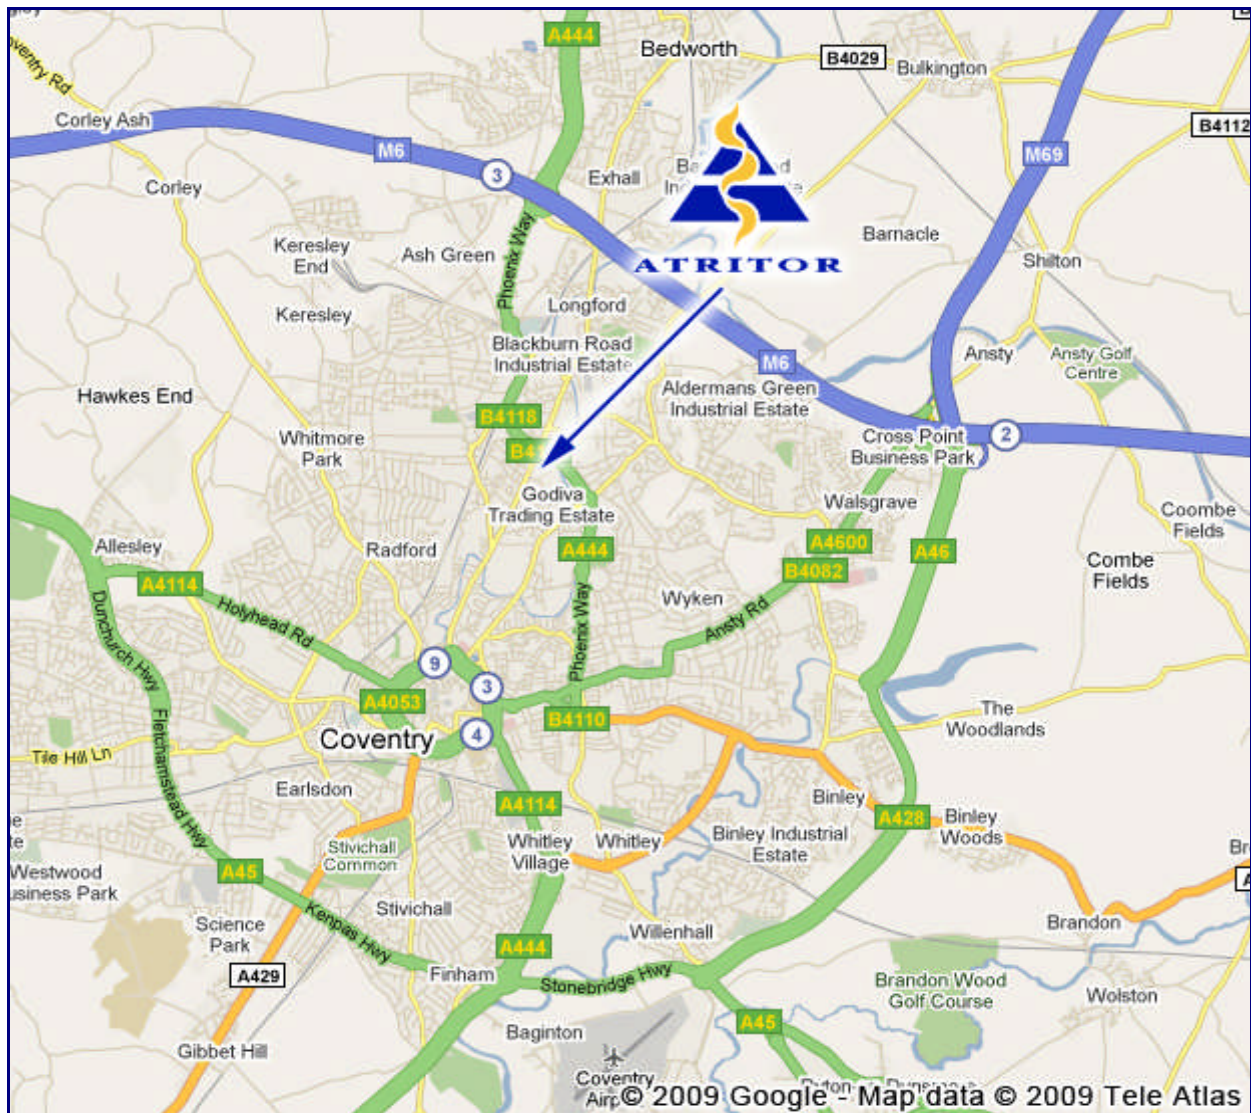 A444
Bedworth
B4029
Bulkington
Coventry Rd
Corley Ash
B4112
M6
M69
3
Exhall
Corley
Barnacle
Keresley
End
Ash Green
Phoenix Way
Shilton
ATRITOR
Longford
Keresley
Blackburn Road
Industrial Estate
M6
Ansty
Ansty Golf
Centre
Hawkes End
Aldermans Green
Industrial Estate
B4118
Whitmore
Park
Cross Point
Business Park
2
Godiva
Trading Estate
Walsgrave
Coombe
Fields
Allesley
Radford
A444
A4600
A46
B4082
Combe
Fields
A4114
Holyhead Rd
Dunchurch Hwy
Wyken
Ansty Rd
Phoenix Way
9
3
A4053
B4110
The
Woodlands
Coventry
4
Tile Hill Ln
Fletchamstead Hwy
Earlsdon
A4114
Binley
A428
Binley
Woods
Stivichall
Common
Whitley
Village
Whitley
Binley Industrial
Estate
A45
Westwood
Business Park
Stivichall
Kenpas Hwy
Science
Park
Willenhall
Brandon
A444
A429
Finham
Stonebridge Hwy
Brandon Wood
Golf Course
Wolston
A45
Baginton
Gibbet Hill
Coventry
© 2009 Google - Map data © 2009 Tele Atlas